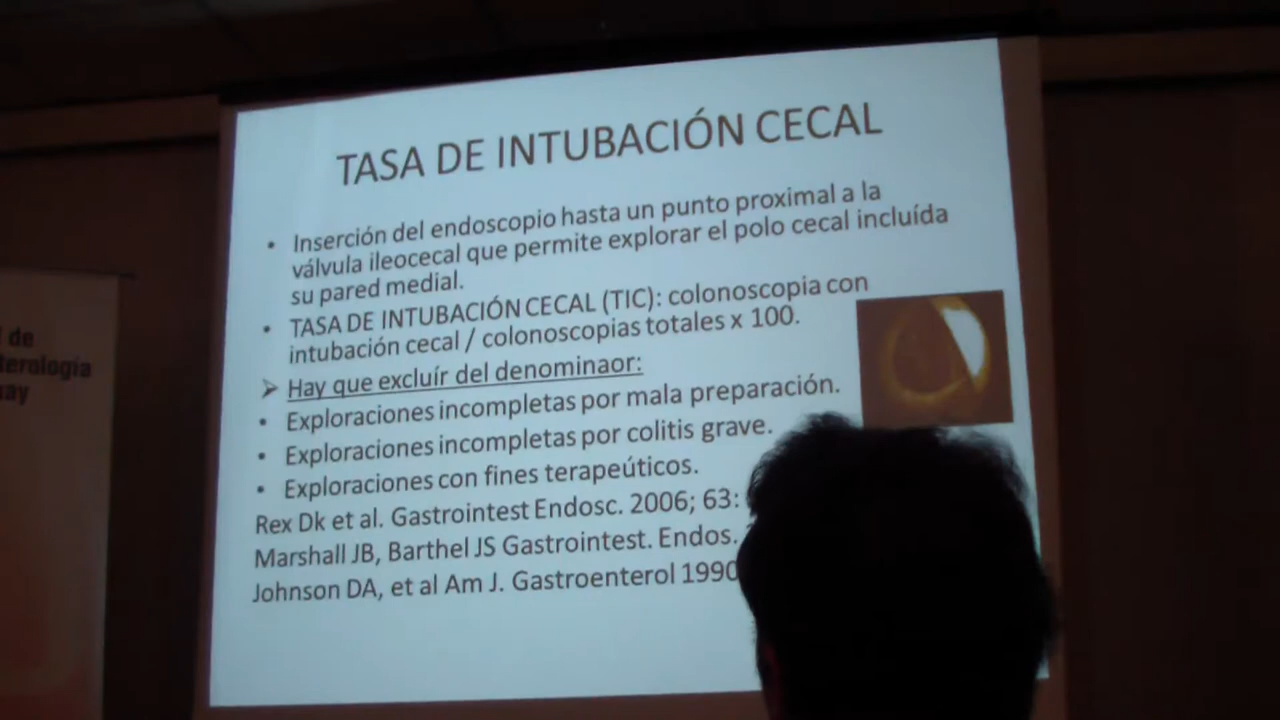 TASA DE INTUBACIÓN CECAL
• Inserción del endoscopio hasta un punto proximal a la
válvula ileocecal que permite explorar el polo cecal incluída
su pared medial.
• TASA DE INTUBACIÓN CECAL (TIC): colonoscopia con
intubación cecal / colonoscopias totales x 100.
➢ Hay que excluír del denominaor:
• Exploraciones incompletas por mala preparación.
• Exploraciones incompletas por colitis grave.
• Exploraciones con fines terapeúticos.
Rex Dk et al. Gastrointest Endosc. 2006; 63:
Marshall JB, Barthel JS Gastrointest. Endos.
Johnson DA, et al Am J. Gastroenterol 1990
de
terología
ay